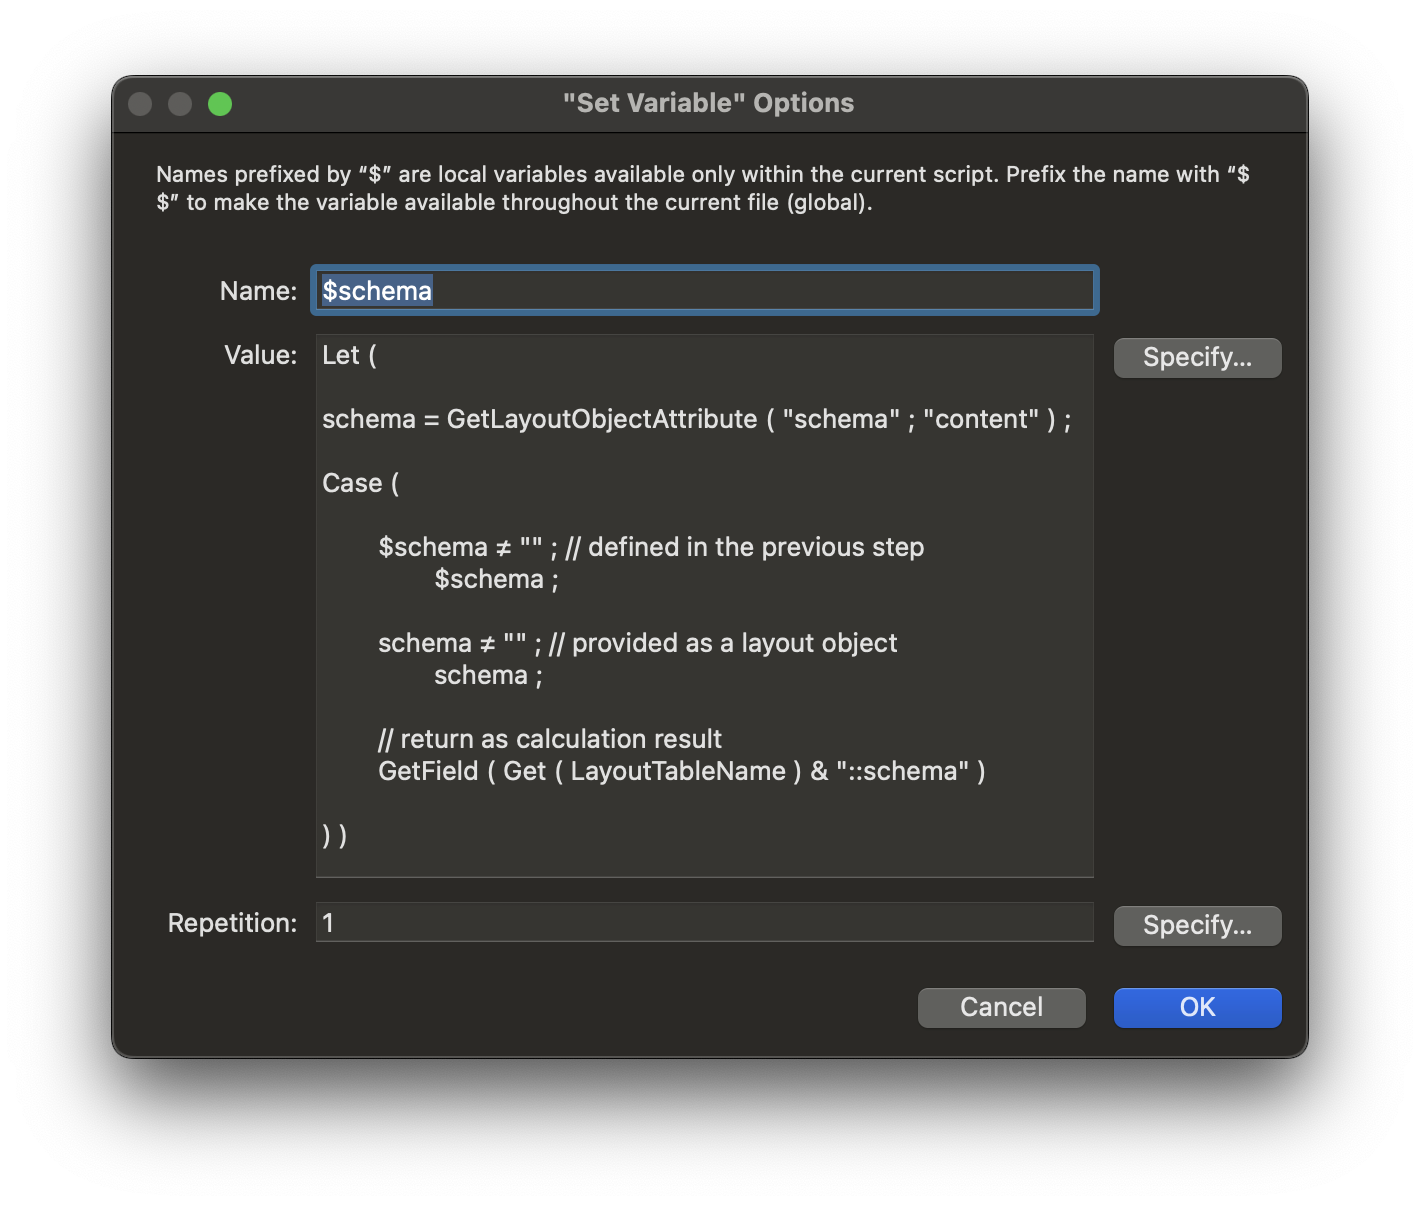 "Set Variable" Options
Names prefixed by “$” are local variables available only within the current script. Prefix the name with “$
$” to make the variable available throughout the current file (global).
Name: $schema
Value: Let (
Specify...
schema = GetLayoutObjectAttribute ( "schema" ; "content" ) ;
Case (
$schema ≠ "" ; // defined in the previous step
$schema ;
schema ≠ "" ; // provided as a layout object
schema ;
// return as calculation result
GetField ( Get ( LayoutTableName ) & "::schema" )
) )
Repetition: 1
Specify...
Cancel
OK